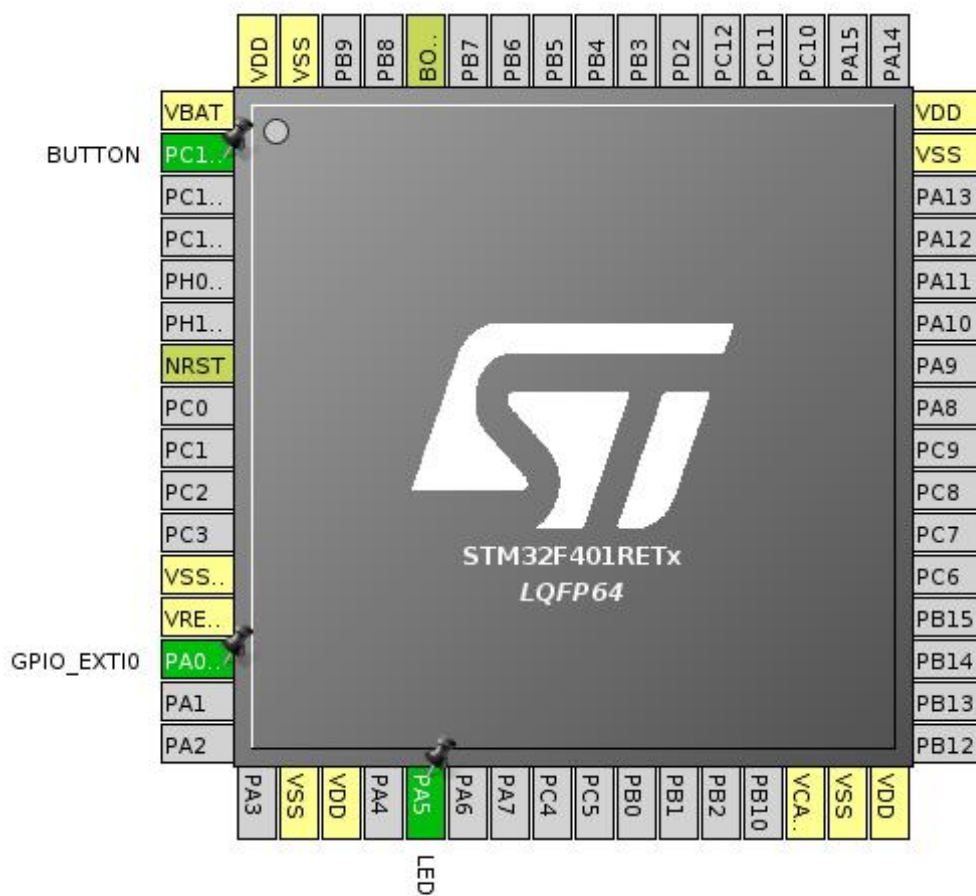 VDD
VSS
PB9
PB8
BO..
PB7
PB6
PB5
PB4
PB3
PD2
PC12
PC11
PC10
PA15
PA14
VBAT
BUTTON PC1..
PC1..
PC1..
PH0..
PH1..
NRST
PC0
PC1
PC2
PC3
VSS..
VRE..
GPIO_EXTI0 PA0..
PA1
PA2
VDD
VSS
PA13
PA12
PA11
PA10
PA9
PA8
PC9
PC8
PC7
PC6
PB15
PB14
PB13
PB12
ST
STM32F401RETx
LQFP64
PA3
VSS
VDD
PA4
PA5
PA6
PA7
PC4
PC5
PB0
PB1
PB2
PB10
VCA..
VSS
VDD
LED